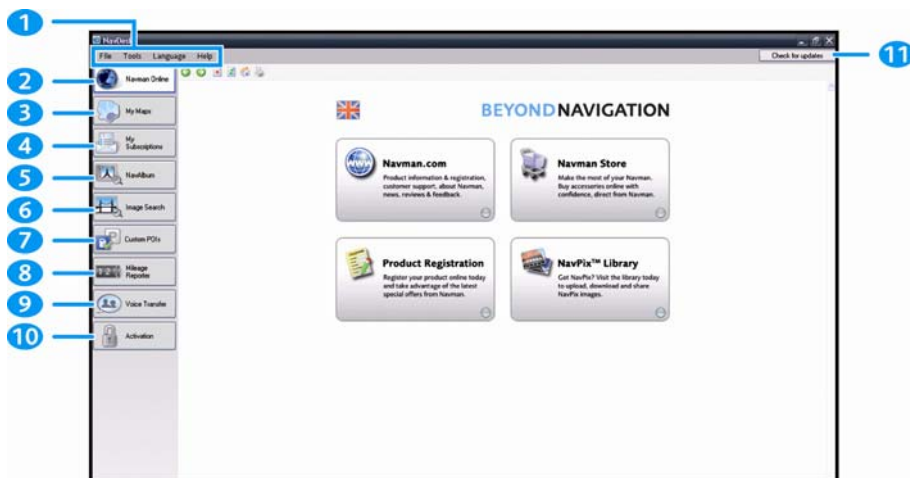 1
NavDesk
File Tools Language Help
Check for updates
11
2
Navman Online
3
My Maps
4
My
Subscriptions
5
NavAlbum
6
Image Search
7
Custom POIs
8
Mileage
Reporter
9
Voice Transfer
10
Activation
BEYONDNAVIGATION
www
Navman.com
Product information & registration,
customer support, about Navman,
news, reviews & feedback.
Navman Store
Make the most of your Navman.
Buy accessories online with
confidence, direct from Navman.
Product Registration
Register your product online today
and take advantage of the latest
special offers from Navman.
NavPix™ Library
Got NavPix? Visit the library today
to upload, download and share
NavPix images.